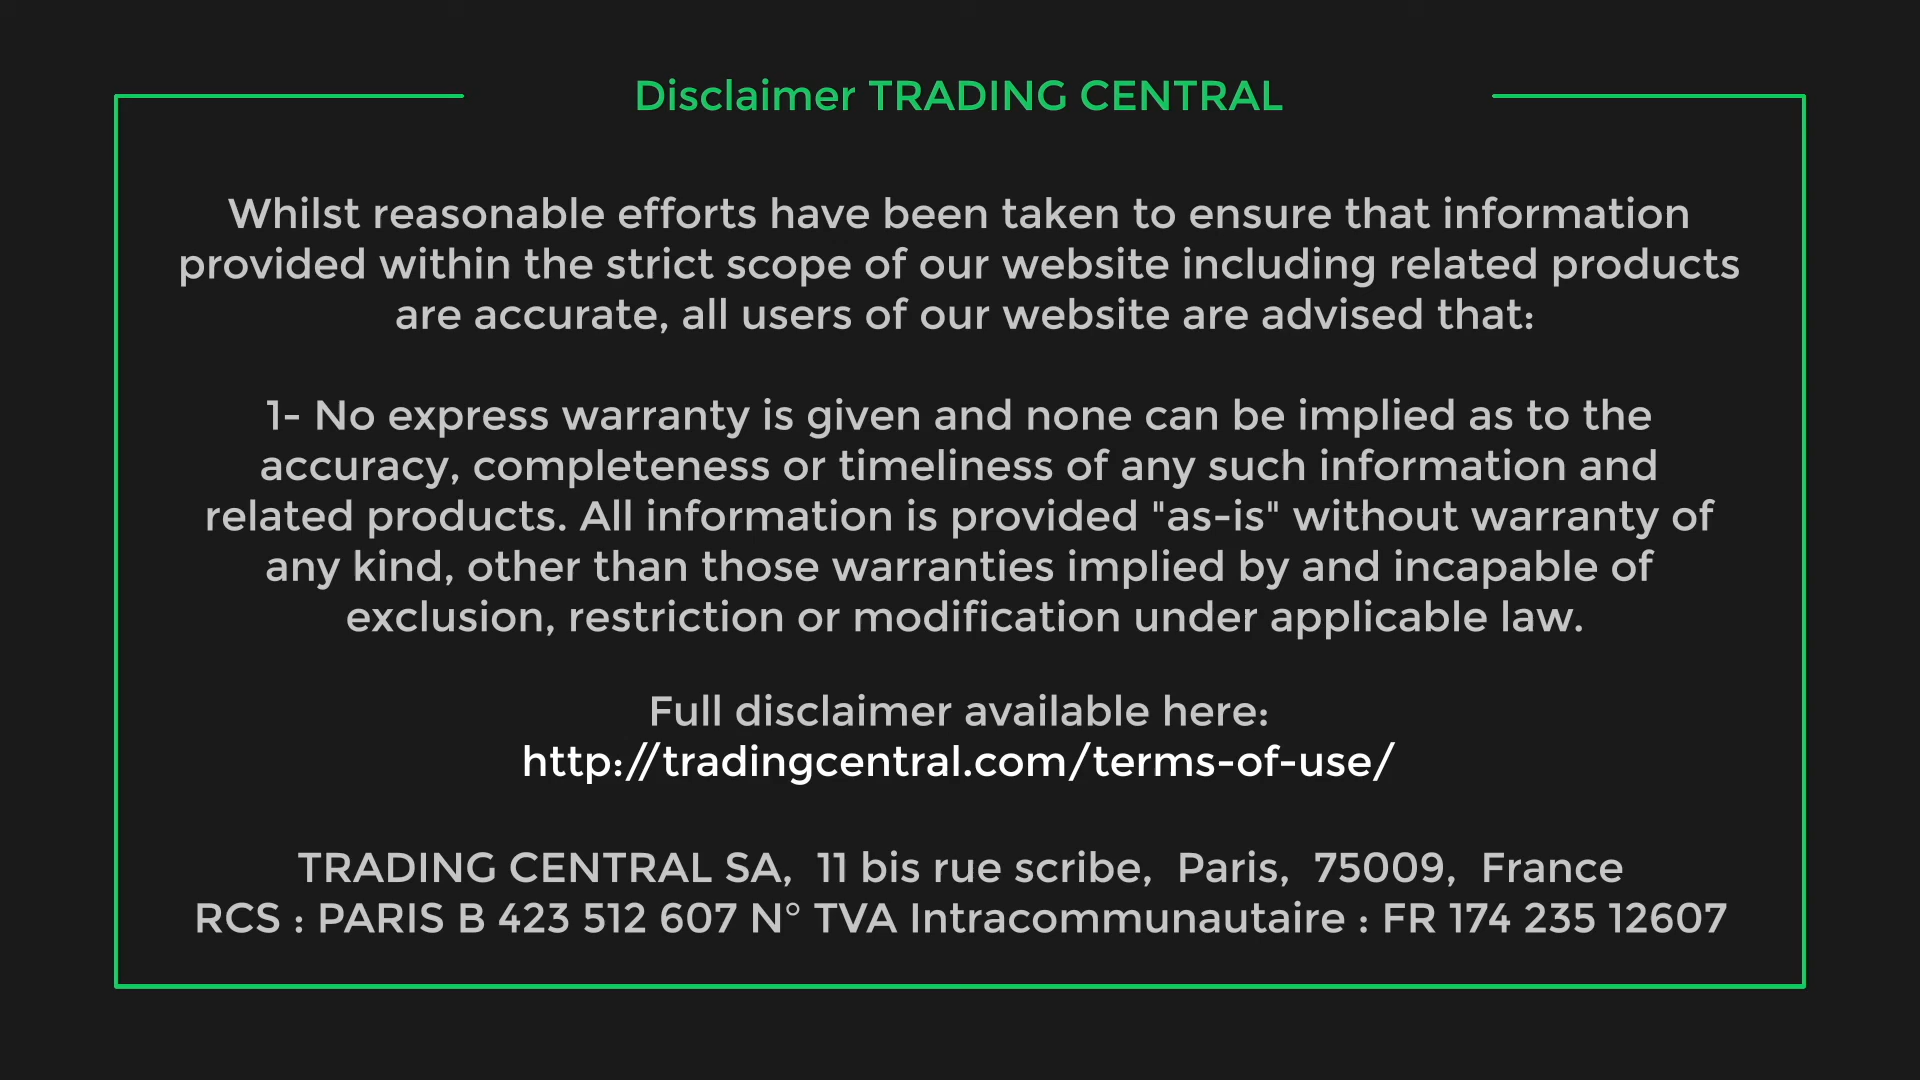 Disclaimer TRADING CENTRAL
Whilst reasonable efforts have been taken to ensure that information
provided within the strict scope of our website including related products
are accurate, all users of our website are advised that:
1- No express warranty is given and none can be implied as to the
accuracy, completeness or timeliness of any such information and
related products. All information is provided "as-is" without warranty of
any kind, other than those warranties implied by and incapable of
exclusion, restriction or modification under applicable law.
Full disclaimer available here:
http://tradingcentral.com/terms-of-use/
TRADING CENTRAL SA,  11 bis rue scribe,  Paris,  75009,  France
RCS : PARIS B 423 512 607 N° TVA Intracommunautaire : FR 174 235 12607